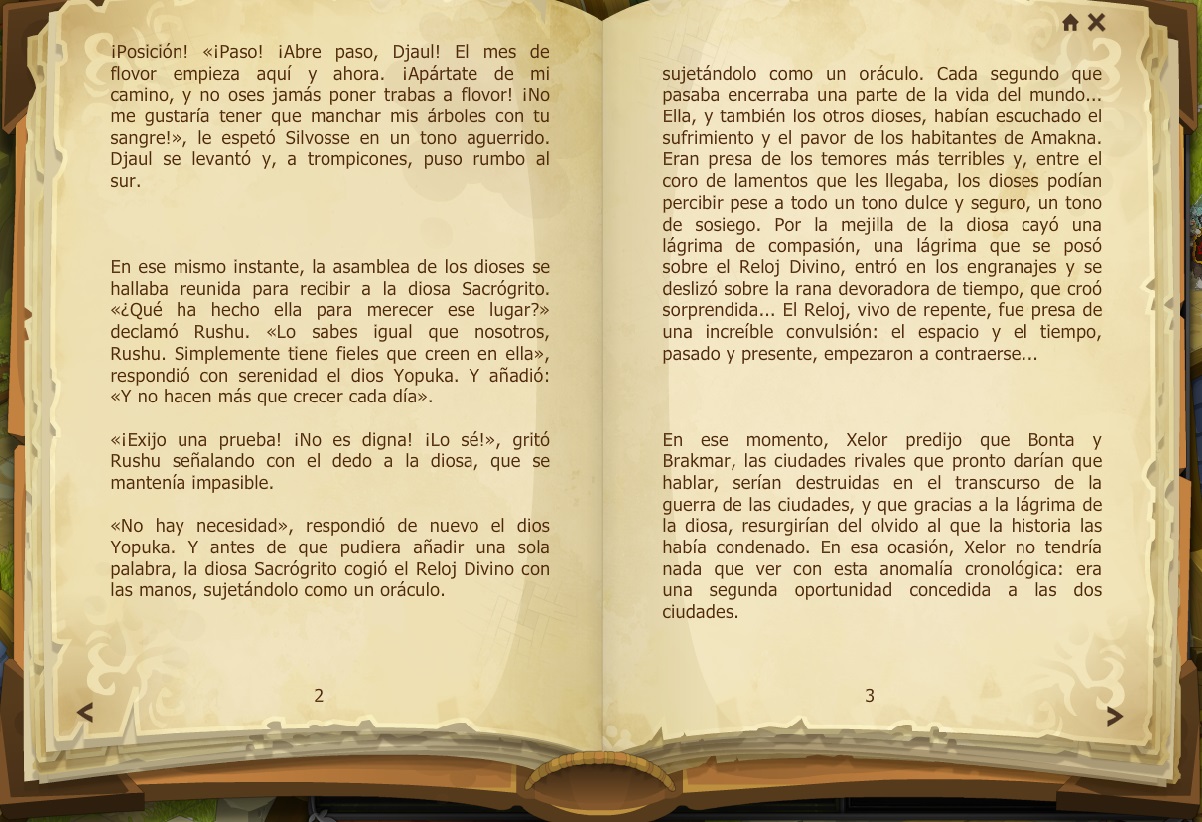 ¡Posición! «¡Paso! ¡Abre paso, Djaul! El mes de
flovor empieza aquí y ahora. ¡Apártate de mi
camino, y no oses jamás poner trabas a flovor! ¡No
me gustaría tener que manchar mis árboles con tu
sangre!», le espetó Silvosse en un tono aguerrido.
Djaul se levantó y, a trompicones, puso rumbo al
sur.
En ese mismo instante, la asamblea de los dioses se
hallaba reunida para recibir a la diosa Sacrógrito.
«¿Qué ha hecho ella para merecer ese lugar?»
declamó Rushu. «Lo sabes igual que nosotros,
Rushu. Simplemente tiene fieles que creen en ella»,
respondió con serenidad el dios Yopuka. Y añadió:
«Y no hacen más que crecer cada día».
«¡Exijo una prueba! ¡No es digna! ¡Lo sé!», gritó
Rushu señalando con el dedo a la diosa, que se
mantenía impasible.
«No hay necesidad», respondió de nuevo el dios
Yopuka. Y antes de que pudiera añadir una sola
palabra, la diosa Sacrógrito cogió el Reloj Divino con
las manos, sujetándolo como un oráculo.
2
sujetándolo como un oráculo. Cada segundo que
pasaba encerraba una parte de la vida del mundo...
Ella, y también los otros dioses, habían escuchado el
sufrimiento y el pavor de los habitantes de Amakna.
Eran presa de los temores más terribles y, entre el
coro de lamentos que les llegaba, los dioses podían
percibir pese a todo un tono dulce y seguro, un tono
de sosiego. Por la mejilla de la diosa cayó una
lágrima de compasión, una lágrima que se posó
sobre el Reloj Divino, entró en los engranajes y se
deslizó sobre la rana devoradora de tiempo, que croó
sorprendida... El Reloj, vivo de repente, fue presa de
una increíble convulsión: el espacio y el tiempo,
pasado y presente, empezaron a contraerse...
En ese momento, Xelor predijo que Bonta y
Brakmar, las ciudades rivales que pronto darían que
hablar, serían destruidas en el transcurso de la
guerra de las ciudades, y que gracias a la lágrima de
la diosa, resurgirían del olvido al que la historia las
había condenado. En esa ocasión, Xelor no tendría
nada que ver con esta anomalía cronológica: era
una segunda oportunidad concedida a las dos
ciudades.
3